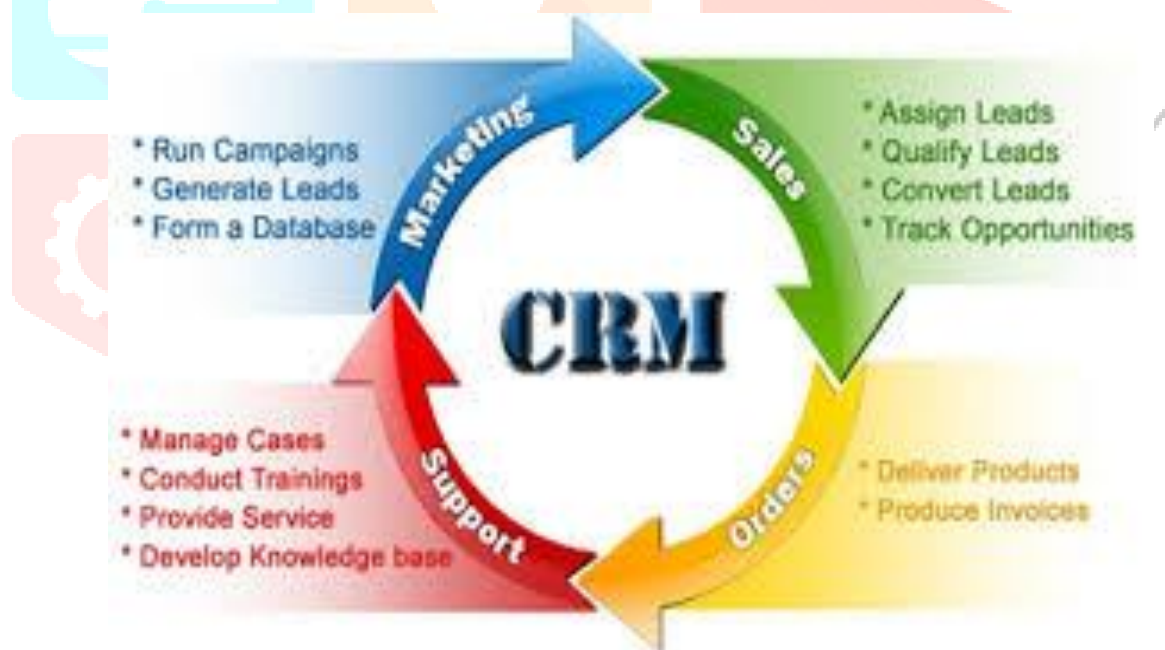 Marketing
* Run Campaigns
* Generate Leads
* Form a Database
Sales
* Assign Leads
* Qualify Leads
* Convert Leads
* Track Opportunities
CRM
Support
* Manage Cases
* Conduct Trainings
* Provide Service
* Develop Knowledge base
Orders
* Deliver Products
* Produce Invoices